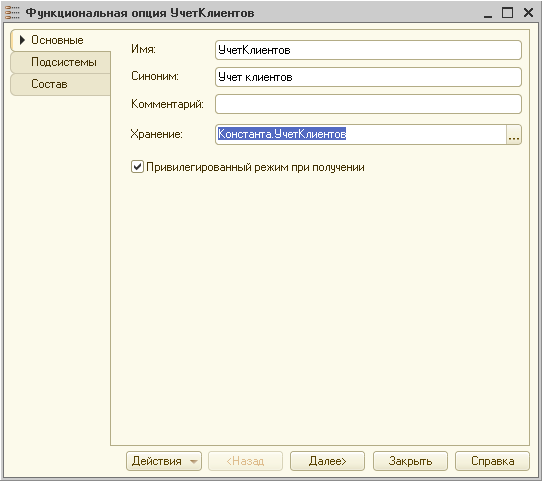 Функциональная опция УчетКлиентов
Основные
Подсистемы
Состав
Имя: УчетКлиентов
Синоним: Учет клиентов
Комментарий:
Хранение: Константа.УчетКлиентов ...
Привилегированный режим при получении
Действия <Назад Далее> Закрыть Справка